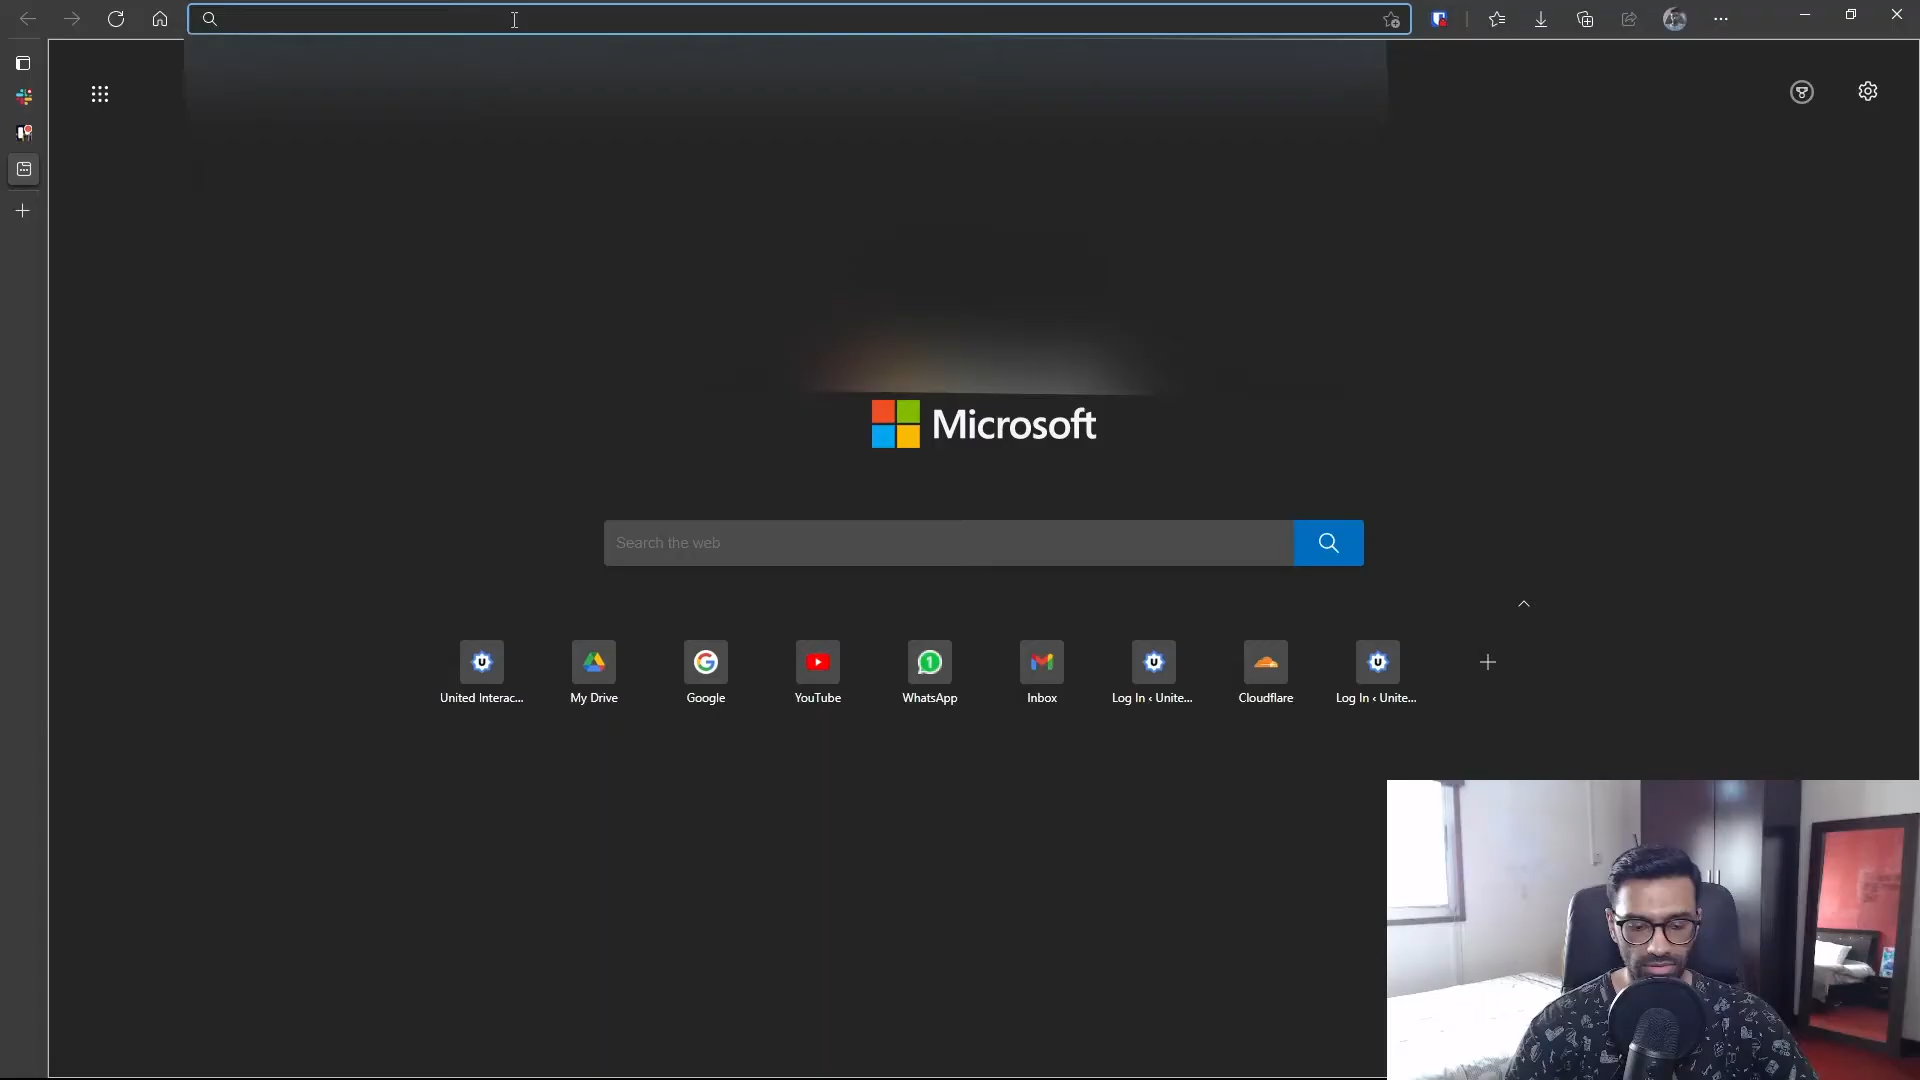 Microsoft
Search the web
United Interac...
My Drive
Google
YouTube
WhatsApp
Inbox
Log In ‹ Unite...
Cloudflare
Log In ‹ Unite...